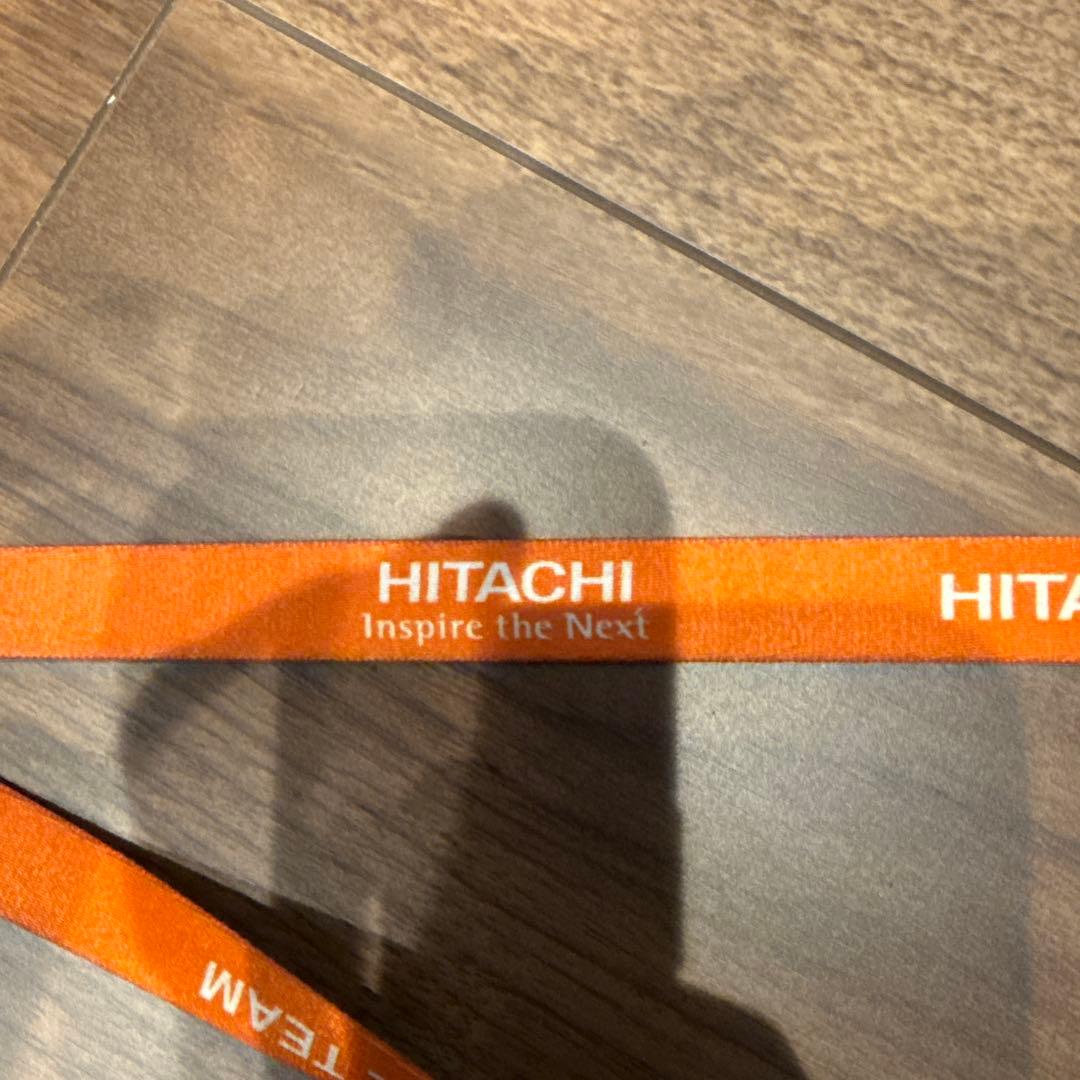 HITACHI
Inspire the Next
HITA
TEAM